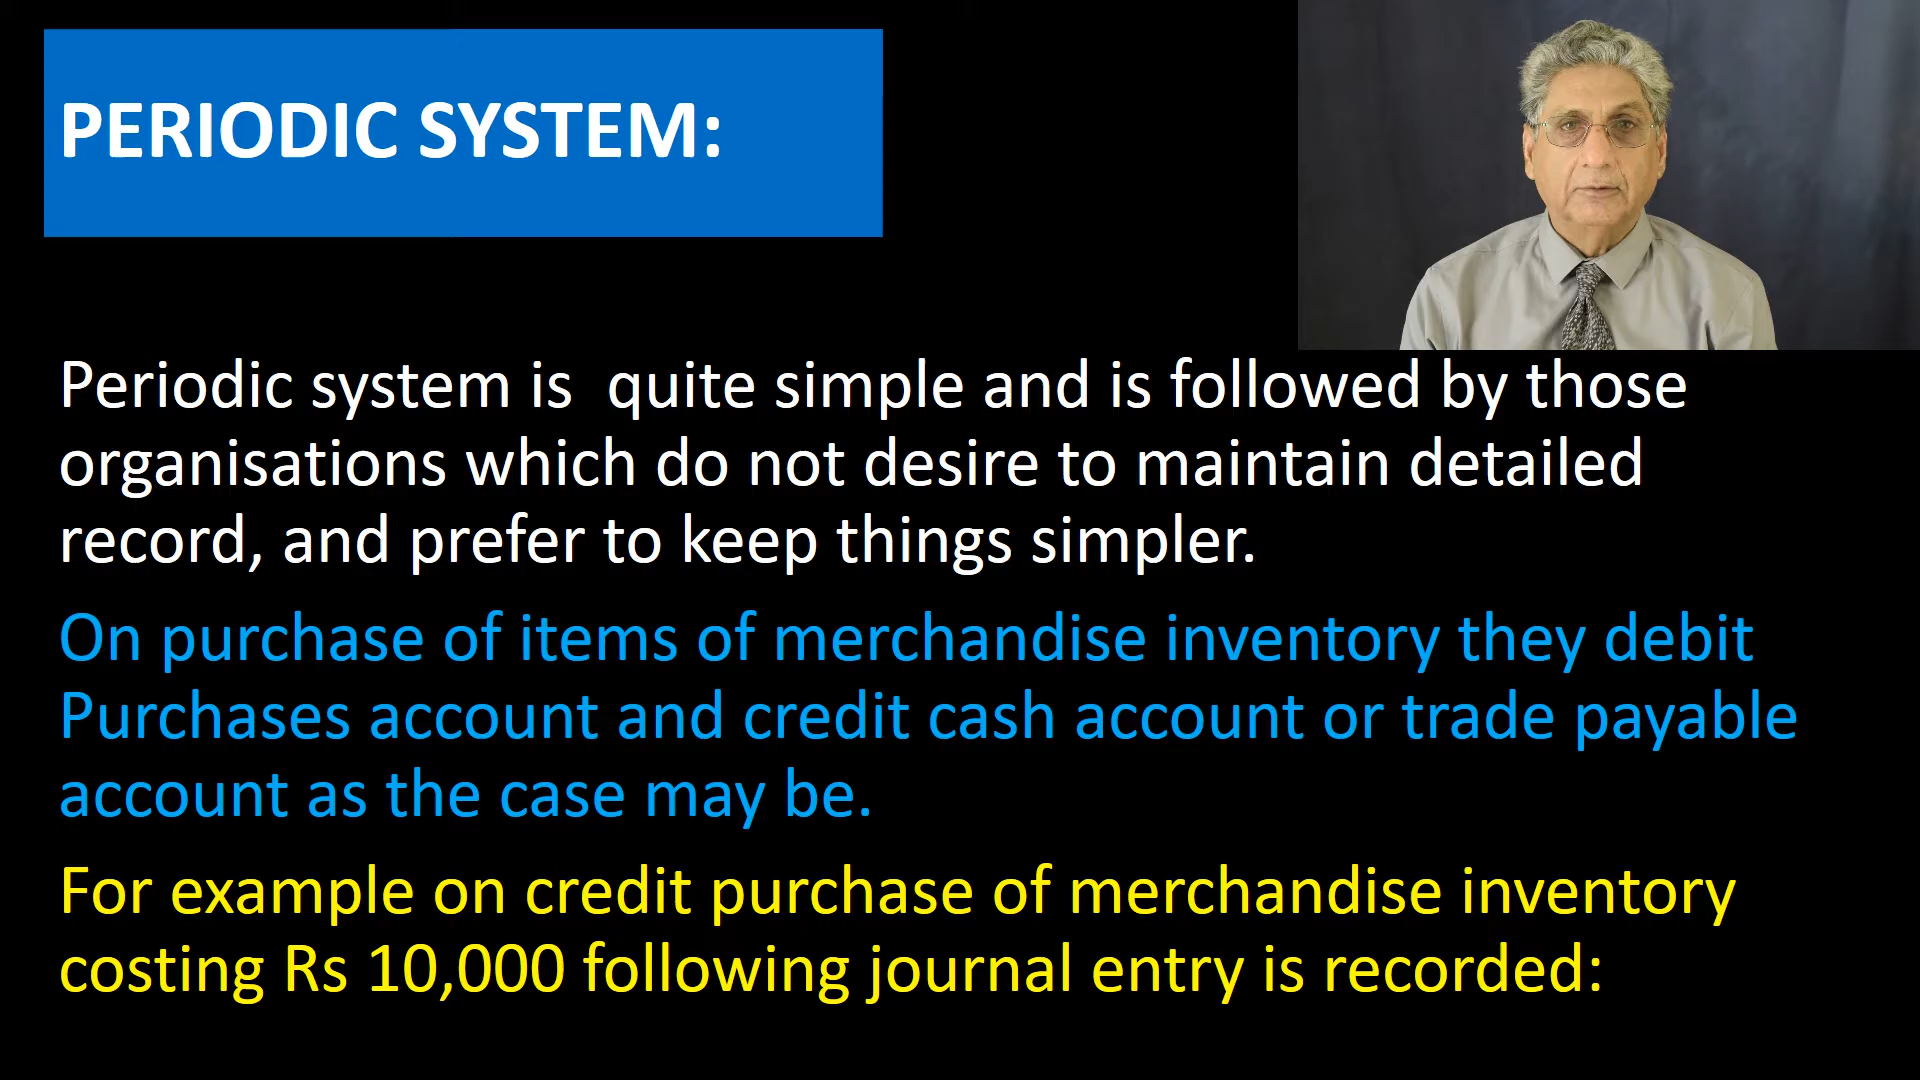 PERIODIC SYSTEM:
Periodic system is  quite simple and is followed by those
organisations which do not desire to maintain detailed
record, and prefer to keep things simpler.
On purchase of items of merchandise inventory they debit
Purchases account and credit cash account or trade payable
account as the case may be.
For example on credit purchase of merchandise inventory
costing Rs 10,000 following journal entry is recorded: